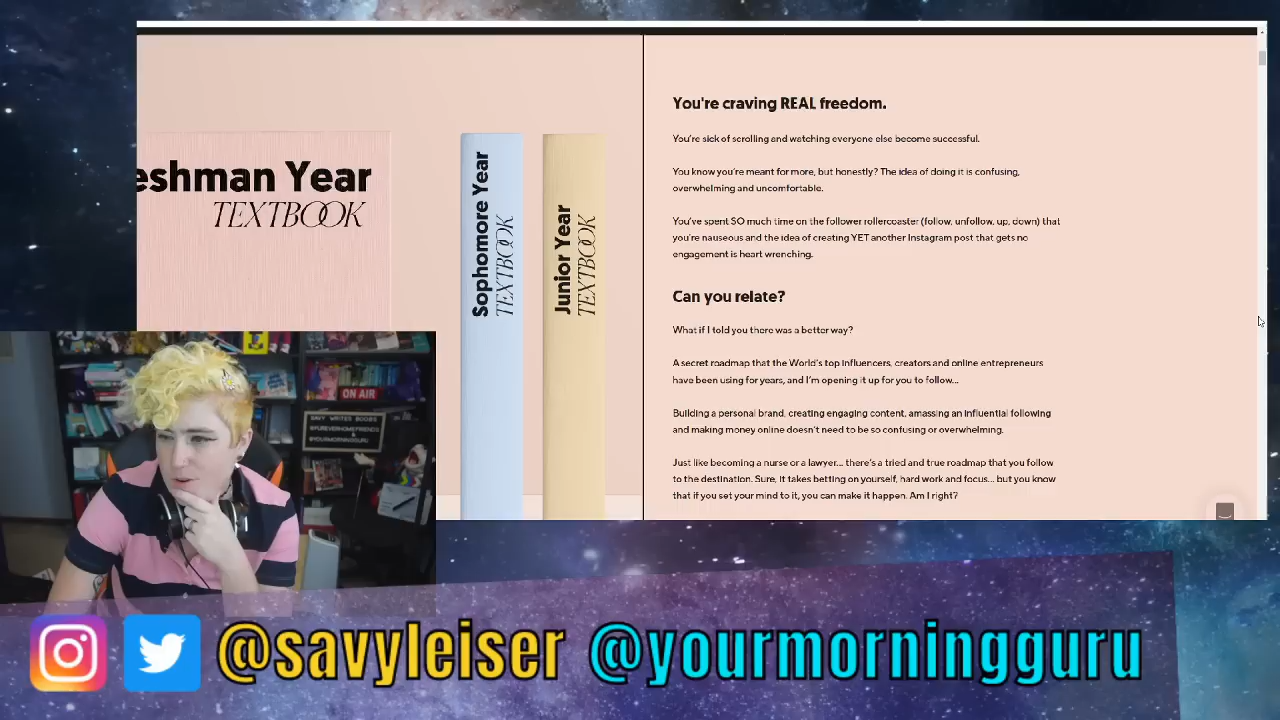 You're craving REAL freedom.
You're sick of scrolling and watching everyone else become successful.
You know you're meant for more, but honestly? The idea of doing it is confusing,
overwhelming and uncomfortable.
You've spent SO much time on the follower rollercoaster (follow, unfollow, up, down) that
you're nauseous and the idea of creating YET another Instagram post that gets no
engagement is heart wrenching.
Can you relate?
What if I told you there was a better way?
A secret roadmap that the World's top influencers, creators and online entrepreneurs
have been using for years, and I'm opening it up for you to follow...
Building a personal brand, creating engaging content, amassing an influential following
and making money online doesn't need to be so confusing or overwhelming.
Just like becoming a nurse or a lawyer... there's a tried and true roadmap that you follow
to the destination. Sure, it takes betting on yourself, hard work and focus... but you know
that if you set your mind to it, you can make it happen. Am I right?
eshman Year
TEXTBOOK
Sophomore Year
TEXTBOOK
Junior Year
TEXTBOOK
ON AIR
SAVY WRITES BOOKS
@FUREVERHOMEFRIENDS
&
@YOURMORNINGURU
@savyleiser @yourmorningguru